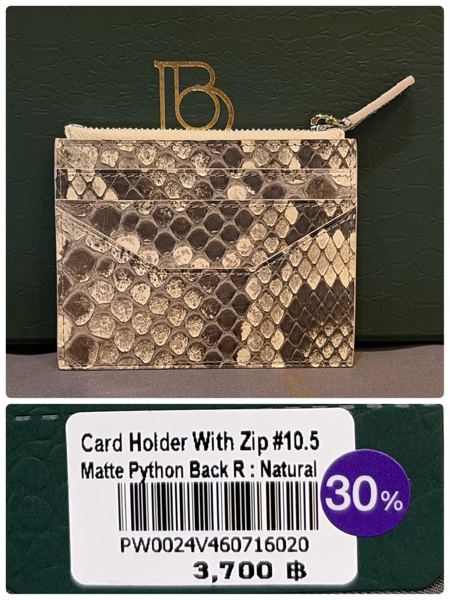 B
Card Holder With Zip #10.5
Matte Python Back R : Natural
30%
PW0024V460716020
3,700 ฿